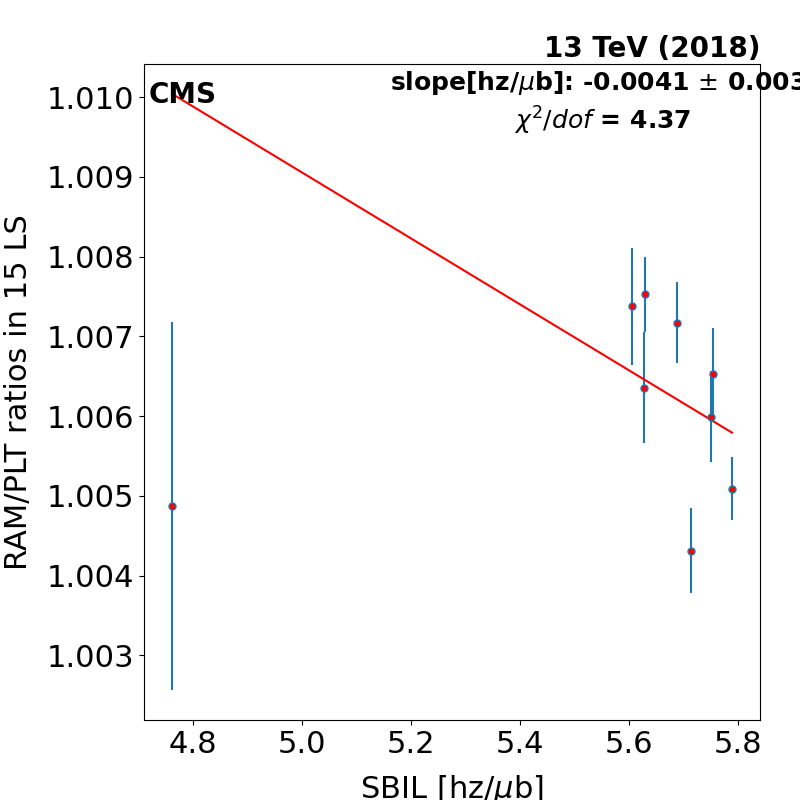 13 TeV (2018)
CMS
slope[hz/μb]: -0.0041 ± 0.003
χ²/dof = 4.37
1.010
1.009
1.008
1.007
1.006
1.005
1.004
1.003
RAM/PLT ratios in 15 LS
4.8 5.0 5.2 5.4 5.6 5.8
SBIL [hz/μb]